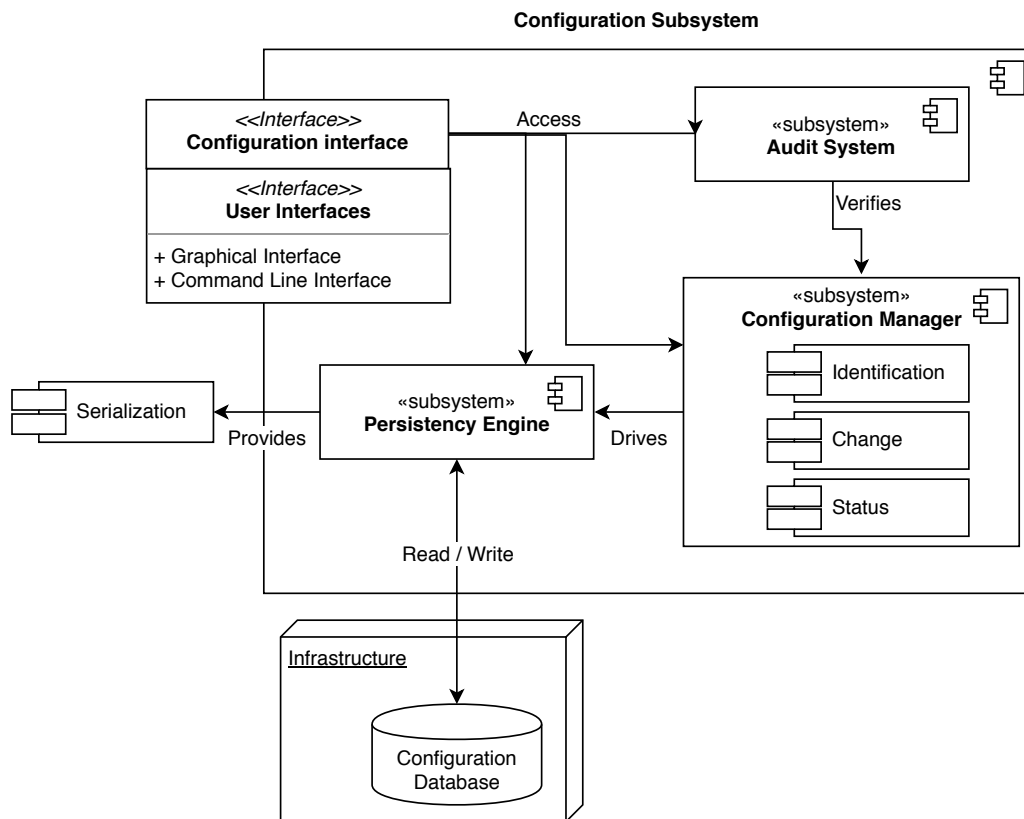 Configuration Subsystem
<<Interface>>
Configuration interface
<<Interface>>
User Interfaces
+ Graphical Interface
+ Command Line Interface
Access
«subsystem»
Audit System
Verifies
«subsystem»
Configuration Manager
Identification
Change
Status
Serialization
Provides
«subsystem»
Persistency Engine
Drives
Read / Write
Infrastructure
Configuration
Database